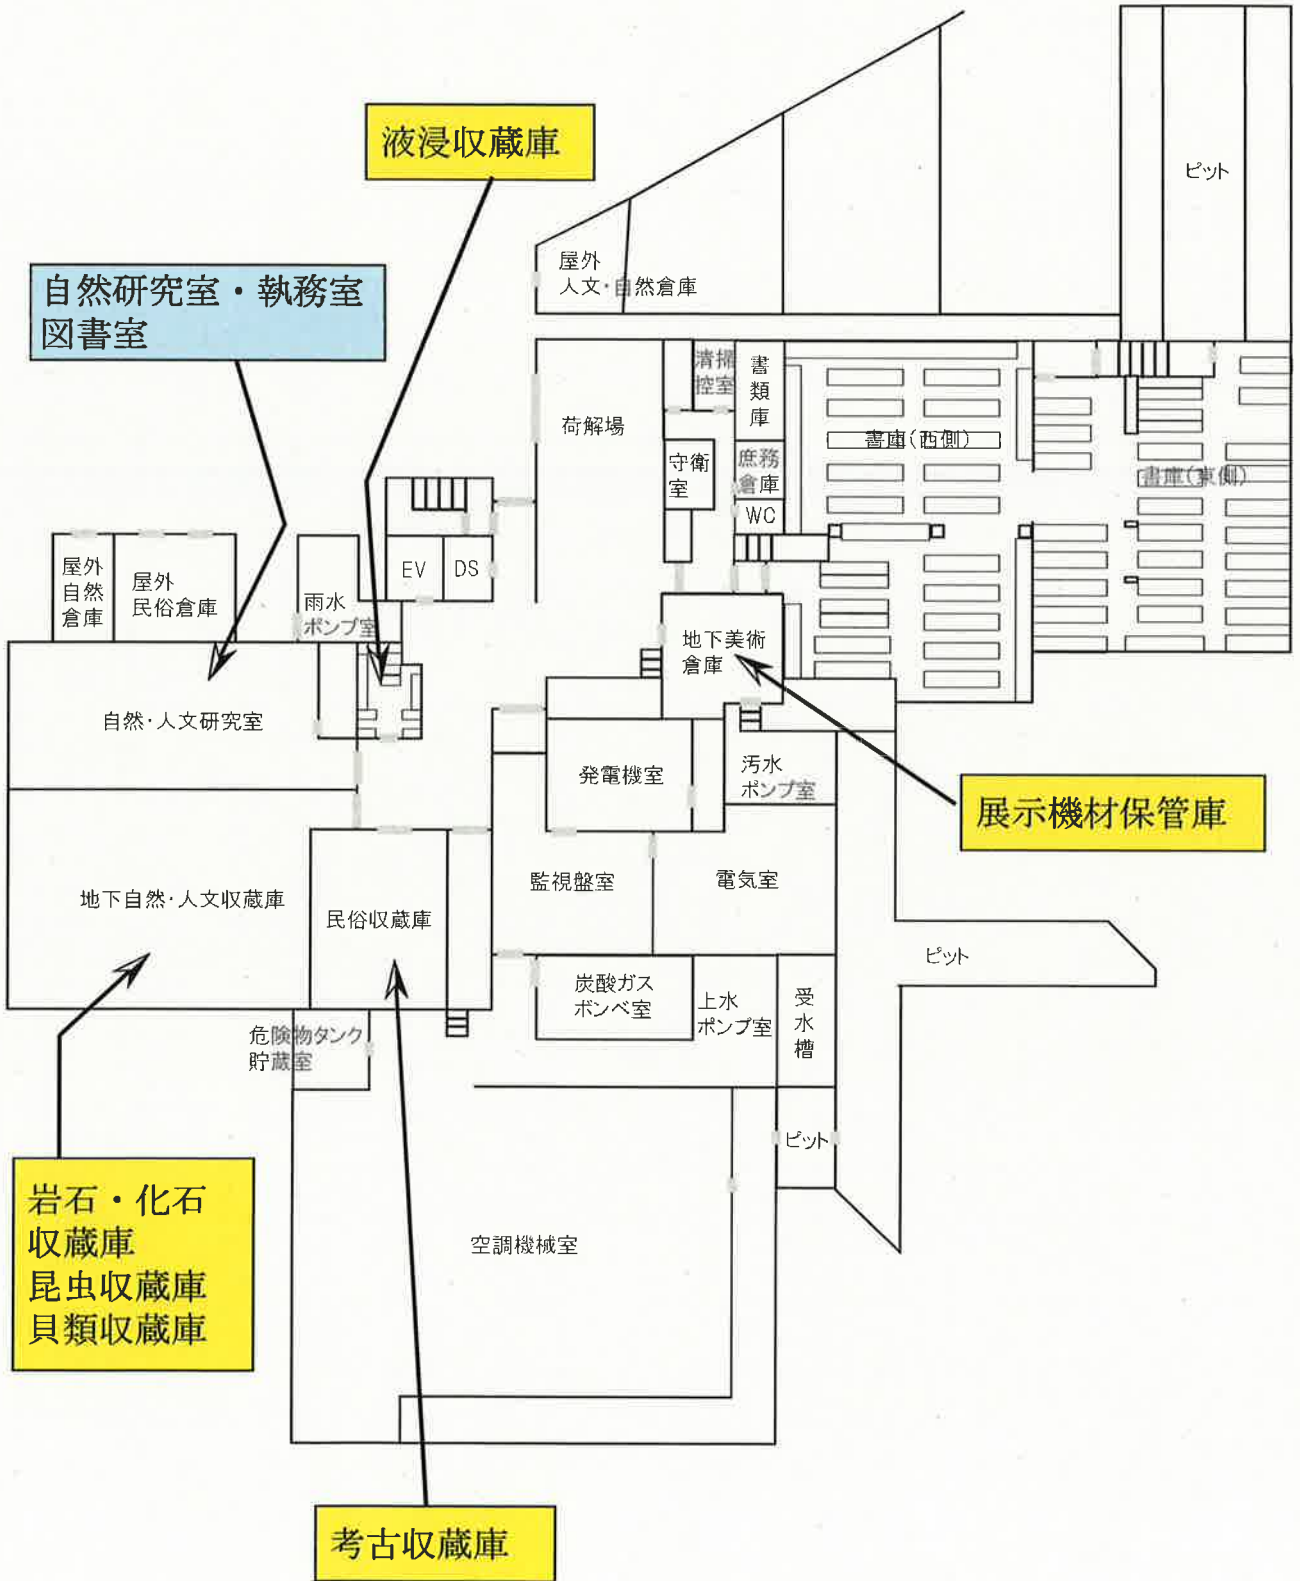 液浸収蔵庫
ピット
屋外
人文・自然倉庫
自然研究室・執務室
図書室
清掃
控室
書
類
庫
荷解場
書庫(西側)
守衛
室
庶務
倉庫
書庫(東側)
WC
EV
DS
屋外
自然
倉庫
屋外
民俗倉庫
雨水
ポンプ室
地下美術
倉庫
自然・人文研究室
発電機室
汚水
ポンプ室
展示機材保管庫
監視盤室
電気室
地下自然・人文収蔵庫
民俗収蔵庫
ピット
炭酸ガス
ボンベ室
上水
ポンプ室
受
水
槽
危険物タンク
貯蔵室
ピット
岩石・化石
収蔵庫
昆虫収蔵庫
貝類収蔵庫
空調機械室
考古収蔵庫